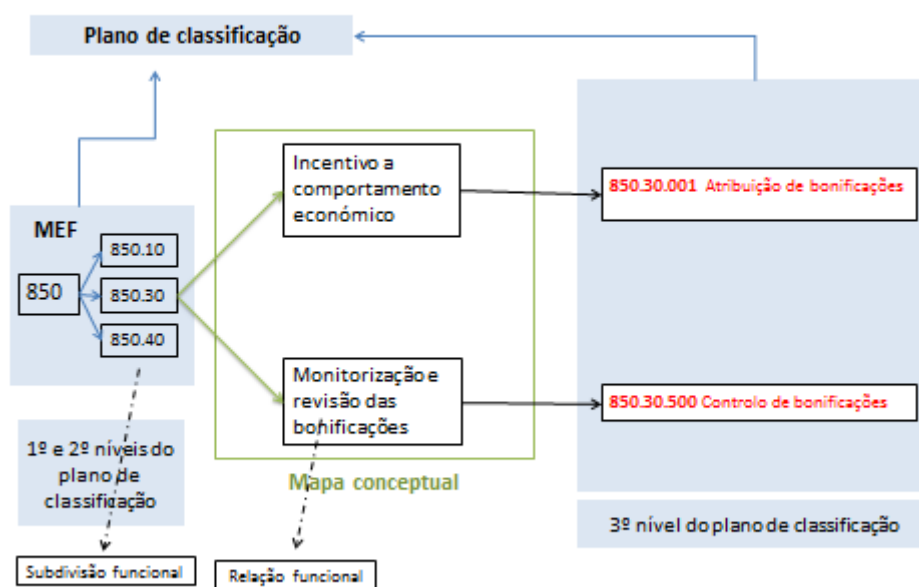 Plano de classificação
MEF
850
850.10
850.30
850.40
Incentivo a
comportamento
económico
Monitorização e
revisão das
bonificações
Mapa conceptual
850.30.001 Atribuição de bonificações
850.30.500 Controlo de bonificações
1º e 2º níveis do
plano de
classificação
3º nível do plano de classificação
Subdivisão funcional
Relação funcional